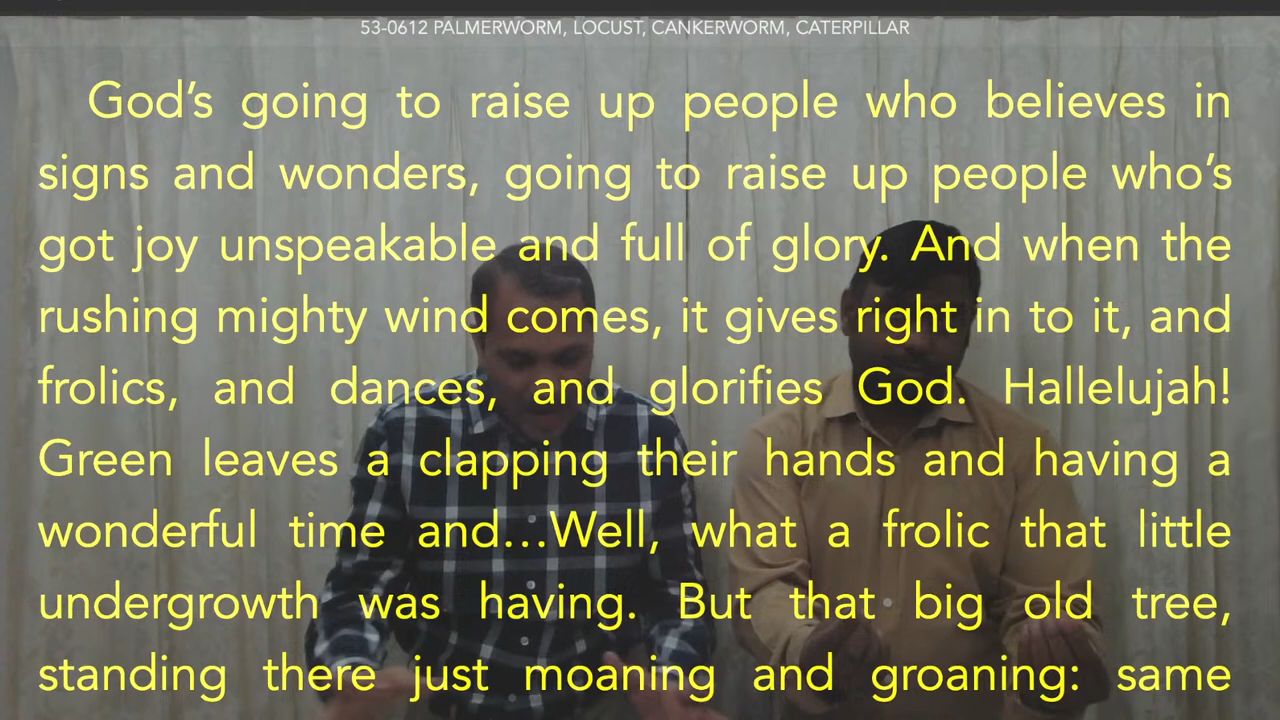 53-0612 PALMERWORM, LOCUST, CANKERWORM, CATERPILLAR
God’s going to raise up people who believes in
signs and wonders, going to raise up people who’s
got joy unspeakable and full of glory. And when the
rushing mighty wind comes, it gives right in to it, and
frolics, and dances, and glorifies God. Hallelujah!
Green leaves a clapping their hands and having a
wonderful time and…Well, what a frolic that little
undergrowth was having. But that big old tree,
standing there just moaning and groaning: same